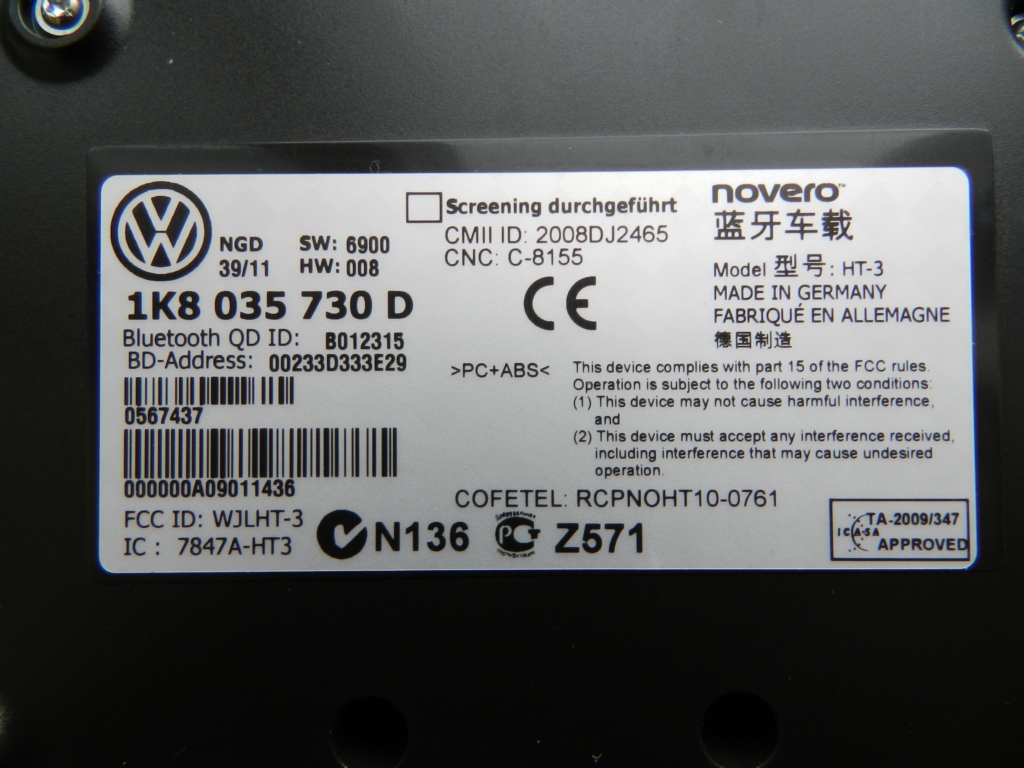 NGD SW: 6900
39/11 HW: 008
1K8 035 730 D
Bluetooth QD ID: B012315
BD-Address: 00233D333E29
0567437
000000A09011436
FCC ID: WJLHT-3
IC : 7847A-HT3
N136
Z571
Screening durchgeführt
CMII ID: 2008DJ2465
CNC: C-8155
CE
>PC+ABS<
novero™
蓝牙车载
Model 型号: HT-3
MADE IN GERMANY
FABRIQUÉ EN ALLEMAGNE
德国制造
This device complies with part 15 of the FCC rules.
Operation is subject to the following two conditions:
(1) This device may not cause harmful interference,
and
(2) This device must accept any interference received,
including interference that may cause undesired
operation.
COFETEL: RCPNOHT10-0761
TA-2009/347
ICASA
APPROVED